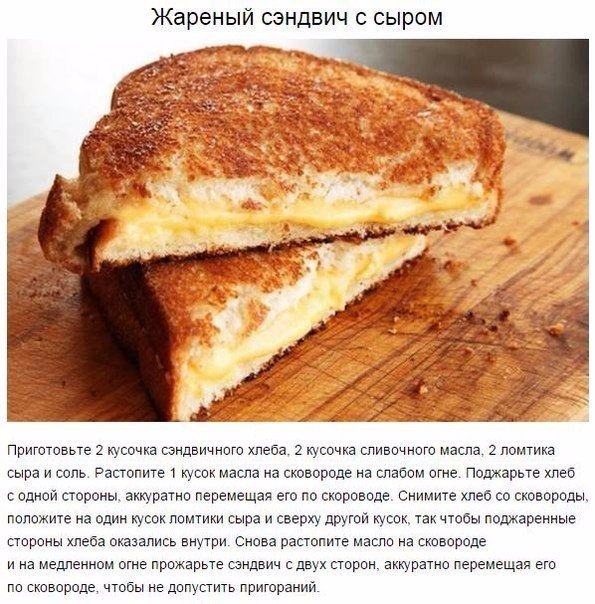 Жареный сэндвич с сыром
Приготовьте 2 кусочка сэндвичного хлеба, 2 кусочка сливочного масла, 2 ломтика
сыра и соль. Растопите 1 кусок масла на сковороде на слабом огне. Поджарьте хлеб
с одной стороны, аккуратно перемещая его по скороводе. Снимите хлеб со сковороды,
положите на один кусок ломтики сыра и сверху другой кусок, так чтобы поджаренные
стороны хлеба оказались внутри. Снова растопите масло на сковороде
и на медленном огне прожарьте сэндвич с двух сторон, аккуратно перемещая его
по сковороде, чтобы не допустить пригораний.